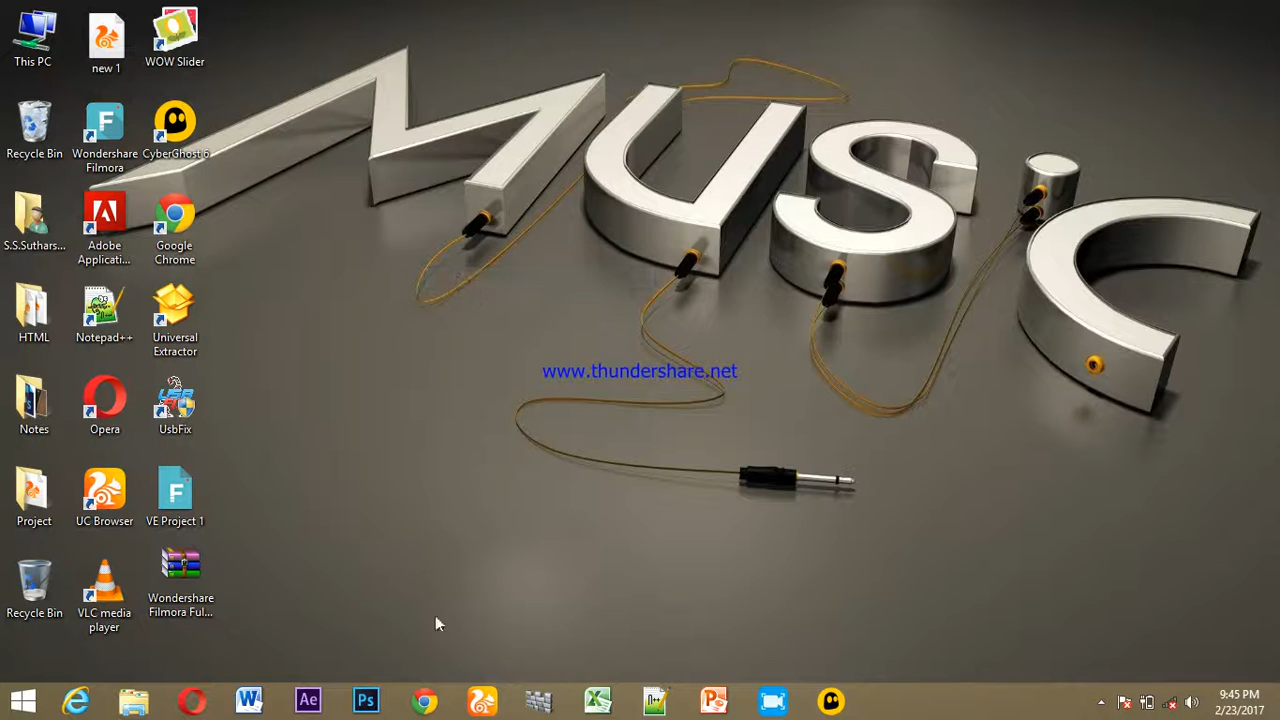 This PC
new 1
WOW Slider
Recycle Bin
Wondershare
Filmora
CyberGhost 6
S.S.Suthars...
Adobe
Applicati...
Google
Chrome
HTML
Notepad++
Universal
Extractor
Notes
Opera
UsbFix
Project
UC Browser
VE Project 1
Recycle Bin
VLC media
player
Wondershare
Filmora Ful...
MUSiC
www.thundershare.net
Ae
Ps
9:45 PM
2/23/2017